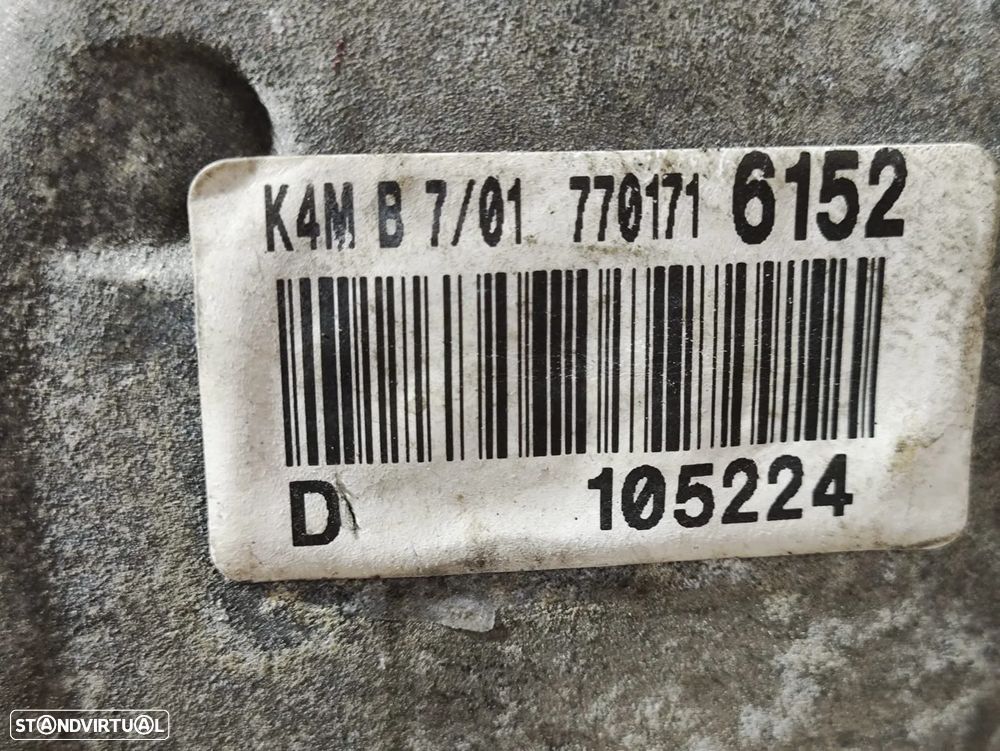 K4M B 7/01 770171 6152
D 105224
STANDVIRTUAL